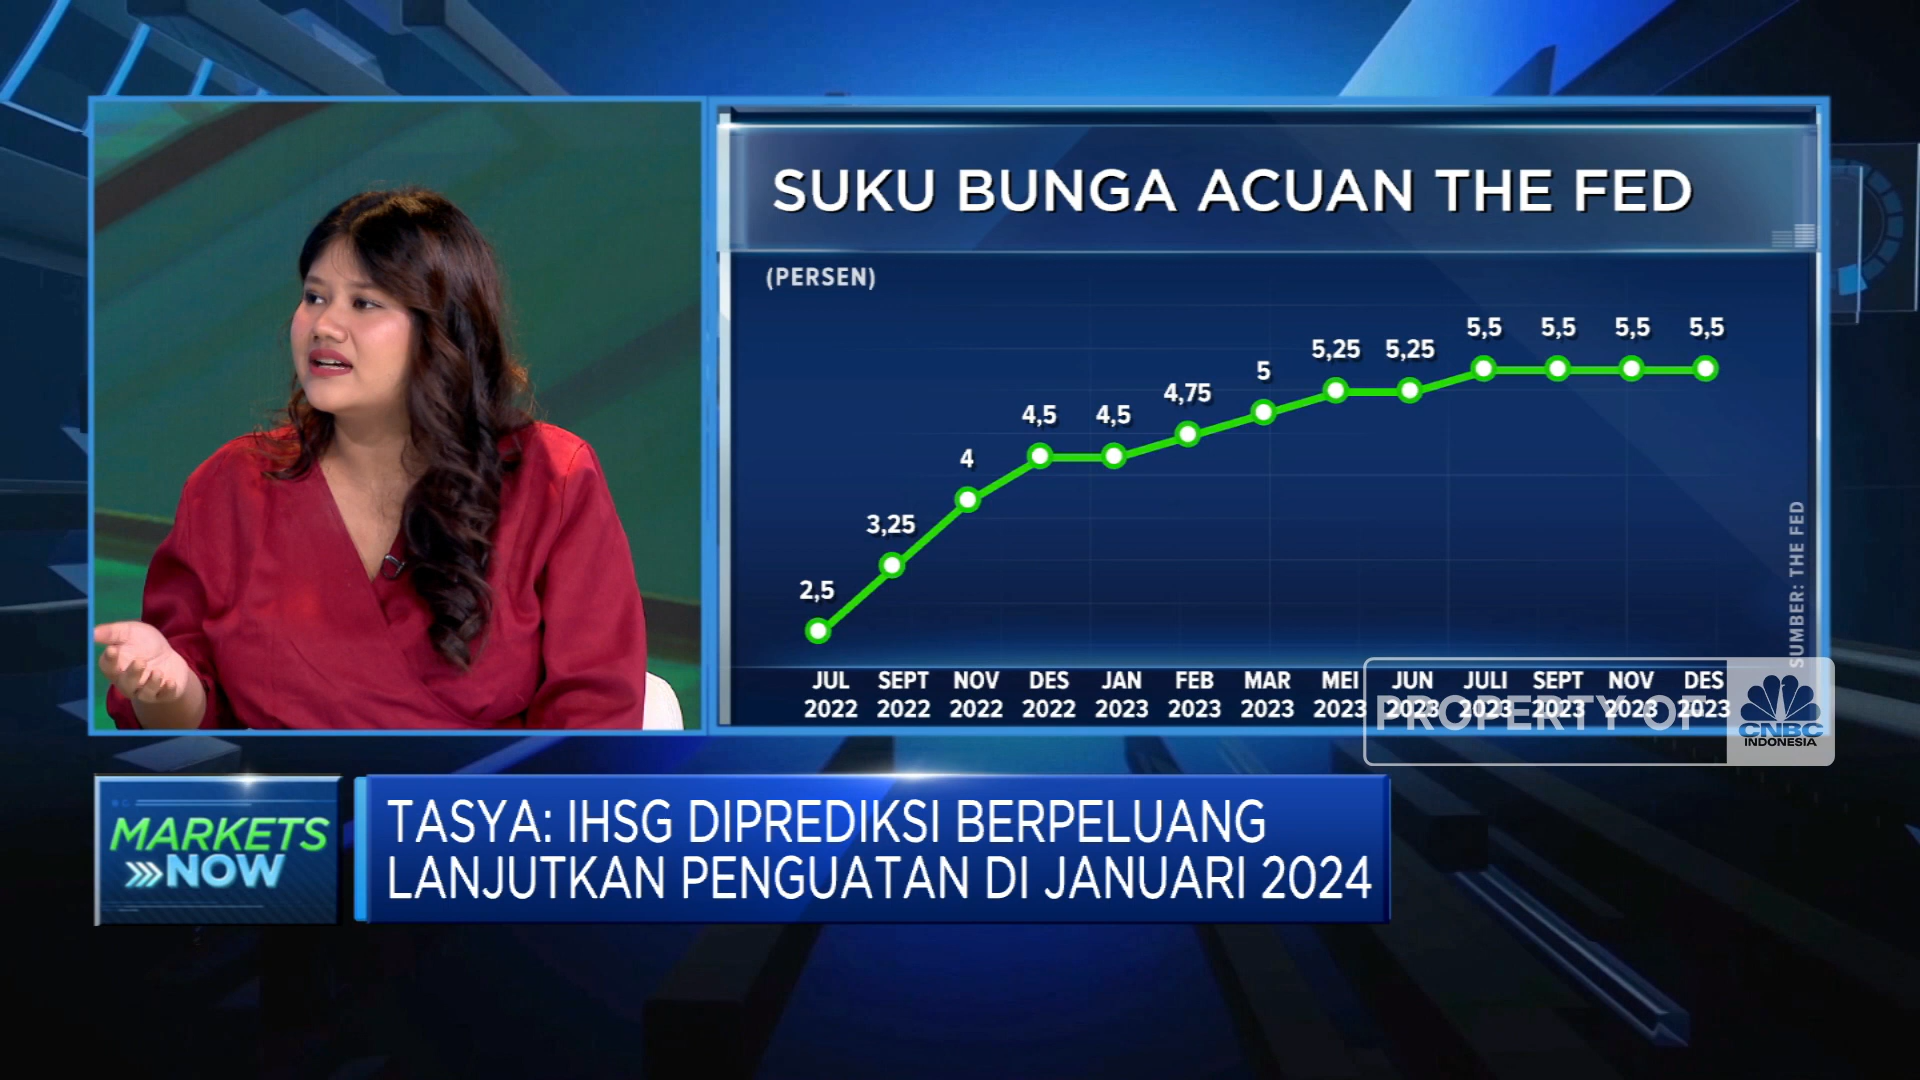 SUKU BUNGA ACUAN THE FED
(PERSEN)
2,5
3,25
4
4,5
4,5
4,75
5
5,25
5,25
5,5
5,5
5,5
5,5
JUL 2022
SEPT 2022
NOV 2022
DES 2022
JAN 2023
FEB 2023
MAR 2023
MEI 2023
JUN 2023
JULI 2023
SEPT 2023
NOV 2023
DES 2023
SUMBER: THE FED
PROPERTY OF
CNBC
INDONESIA
MARKETS
NOW
TASYA: IHSG DIPREDIKSI BERPELUANG
LANJUTKAN PENGUATAN DI JANUARI 2024